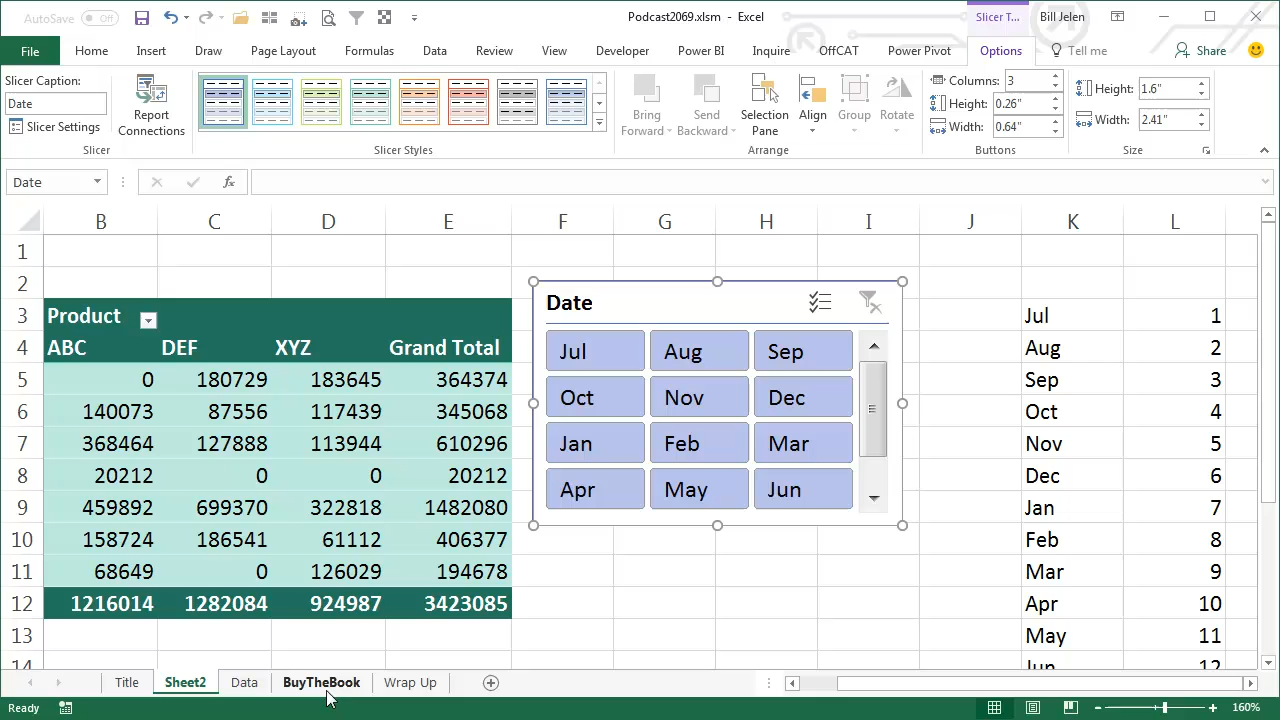 AutoSave Off Podcast2069.xlsm - Excel Slicer T... Bill Jelen
File Home Insert Draw Page Layout Formulas Data Review View Developer Power BI Inquire OffCAT Power Pivot Options Tell me Share
Slicer Caption:
Date
Slicer Settings
Report
Connections
Bring
Forward
Send
Backward
Selection
Pane
Align
Group
Rotate
Columns: 3
Height: 0.26"
Width: 0.64"
Height: 1.6"
Width: 2.41"
Slicer Slicer Styles Arrange Buttons Size
Date fx
B C D E F G H I J K L
1
2
3 Product Date Jul 1
4 ABC DEF XYZ Grand Total Jul Aug Sep Aug 2
5 0 180729 183645 364374 Sep 3
6 140073 87556 117439 345068 Oct Nov Dec Oct 4
7 368464 127888 113944 610296 Jan Feb Mar Nov 5
8 20212 0 0 20212 Apr May Jun Dec 6
9 459892 699370 322818 1482080 Jan 7
10 158724 186541 61112 406377 Feb 8
11 68649 0 126029 194678 Mar 9
12 1216014 1282084 924987 3423085 Apr 10
13 May 11
14 Jun 12
Title Sheet2 Data BuyTheBook Wrap Up
Ready 160%